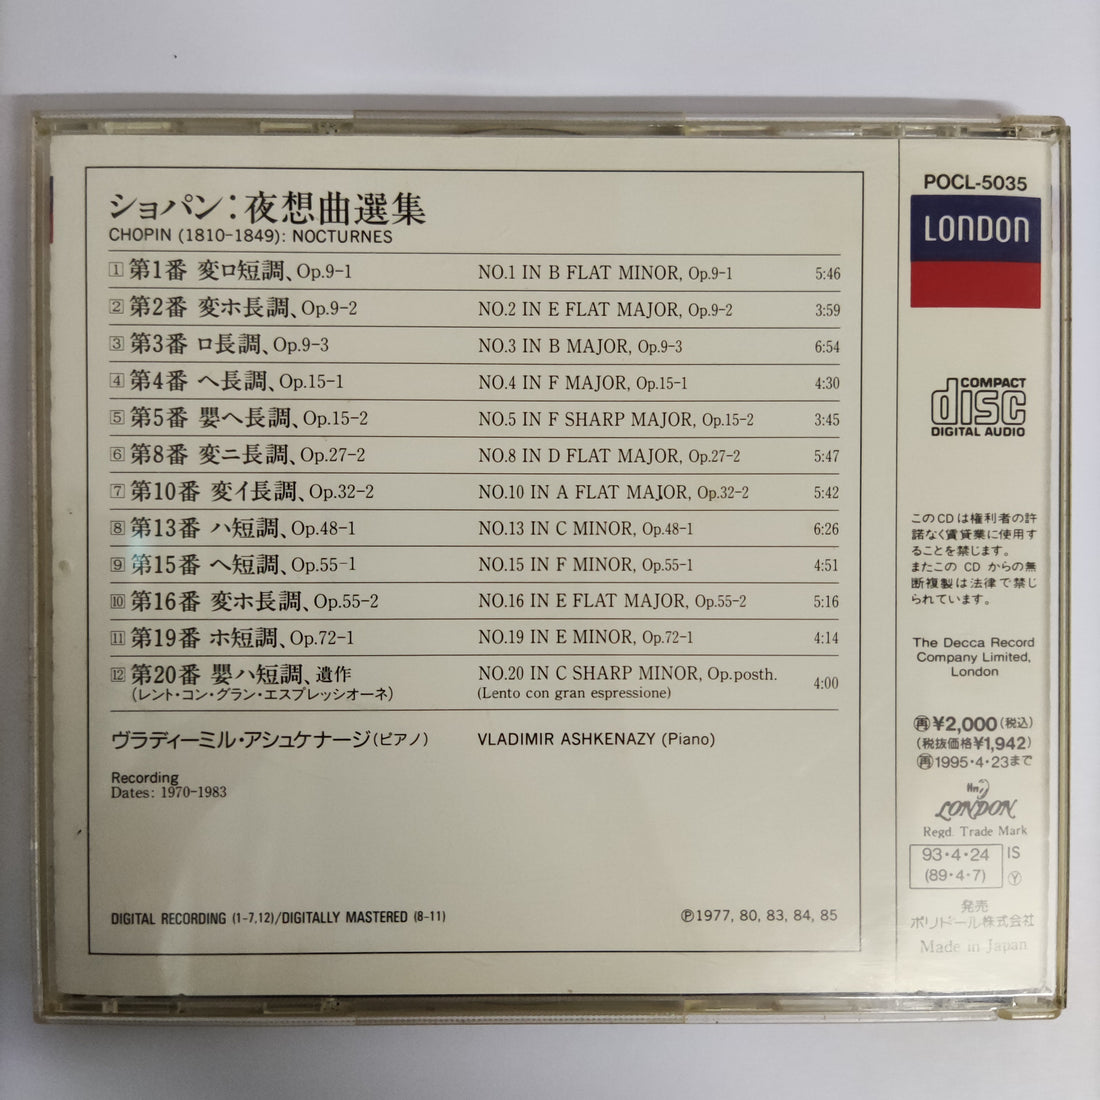 ショパン:夜想曲選集
CHOPIN (1810-1849): NOCTURNES
1 第1番 変ロ短調、Op.9-1 NO.1 IN B FLAT MINOR, Op.9-1 5:46
2 第2番 変ホ長調、Op.9-2 NO.2 IN E FLAT MAJOR, Op.9-2 3:59
3 第3番 ロ長調、Op.9-3 NO.3 IN B MAJOR, Op.9-3 6:54
4 第4番 ヘ長調、Op.15-1 NO.4 IN F MAJOR, Op.15-1 4:30
5 第5番 嬰ヘ長調、Op.15-2 NO.5 IN F SHARP MAJOR, Op.15-2 3:45
6 第8番 変ニ長調、Op.27-2 NO.8 IN D FLAT MAJOR, Op.27-2 5:47
7 第10番 変イ長調、Op.32-2 NO.10 IN A FLAT MAJOR, Op.32-2 5:42
8 第13番 ハ短調、Op.48-1 NO.13 IN C MINOR, Op.48-1 6:26
9 第15番 ヘ短調、Op.55-1 NO.15 IN F MINOR, Op.55-1 4:51
10 第16番 変ホ長調、Op.55-2 NO.16 IN E FLAT MAJOR, Op.55-2 5:16
11 第19番 ホ短調、Op.72-1 NO.19 IN E MINOR, Op.72-1 4:14
12 第20番 嬰ハ短調、遺作 NO.20 IN C SHARP MINOR, Op.posth. 4:00
(レント・コン・グラン・エスプレッシオーネ) (Lento con gran espressione)
ヴラディーミル・アシュケナージ(ピアノ) VLADIMIR ASHKENAZY (Piano)
Recording
Dates: 1970-1983
DIGITAL RECORDING (1-7,12)/DIGITALLY MASTERED (8-11) ℗1977, 80, 83, 84, 85
POCL-5035
LONDON
COMPACT
disc
DIGITAL AUDIO
このCDは権利者の許
諾なく賃貸業に使用す
ることを禁じます。
またこの CD からの無
断複製は法律で禁じ
られています。
The Decca Record
Company Limited,
London
再¥2,000(税込)
(税抜価格¥1,942)
再1995・4・23まで
LONDON
Regd. Trade Mark
93・4・24 IS
(89・4・7) Ⓨ
発売
ポリドール株式会社
Made in Japan